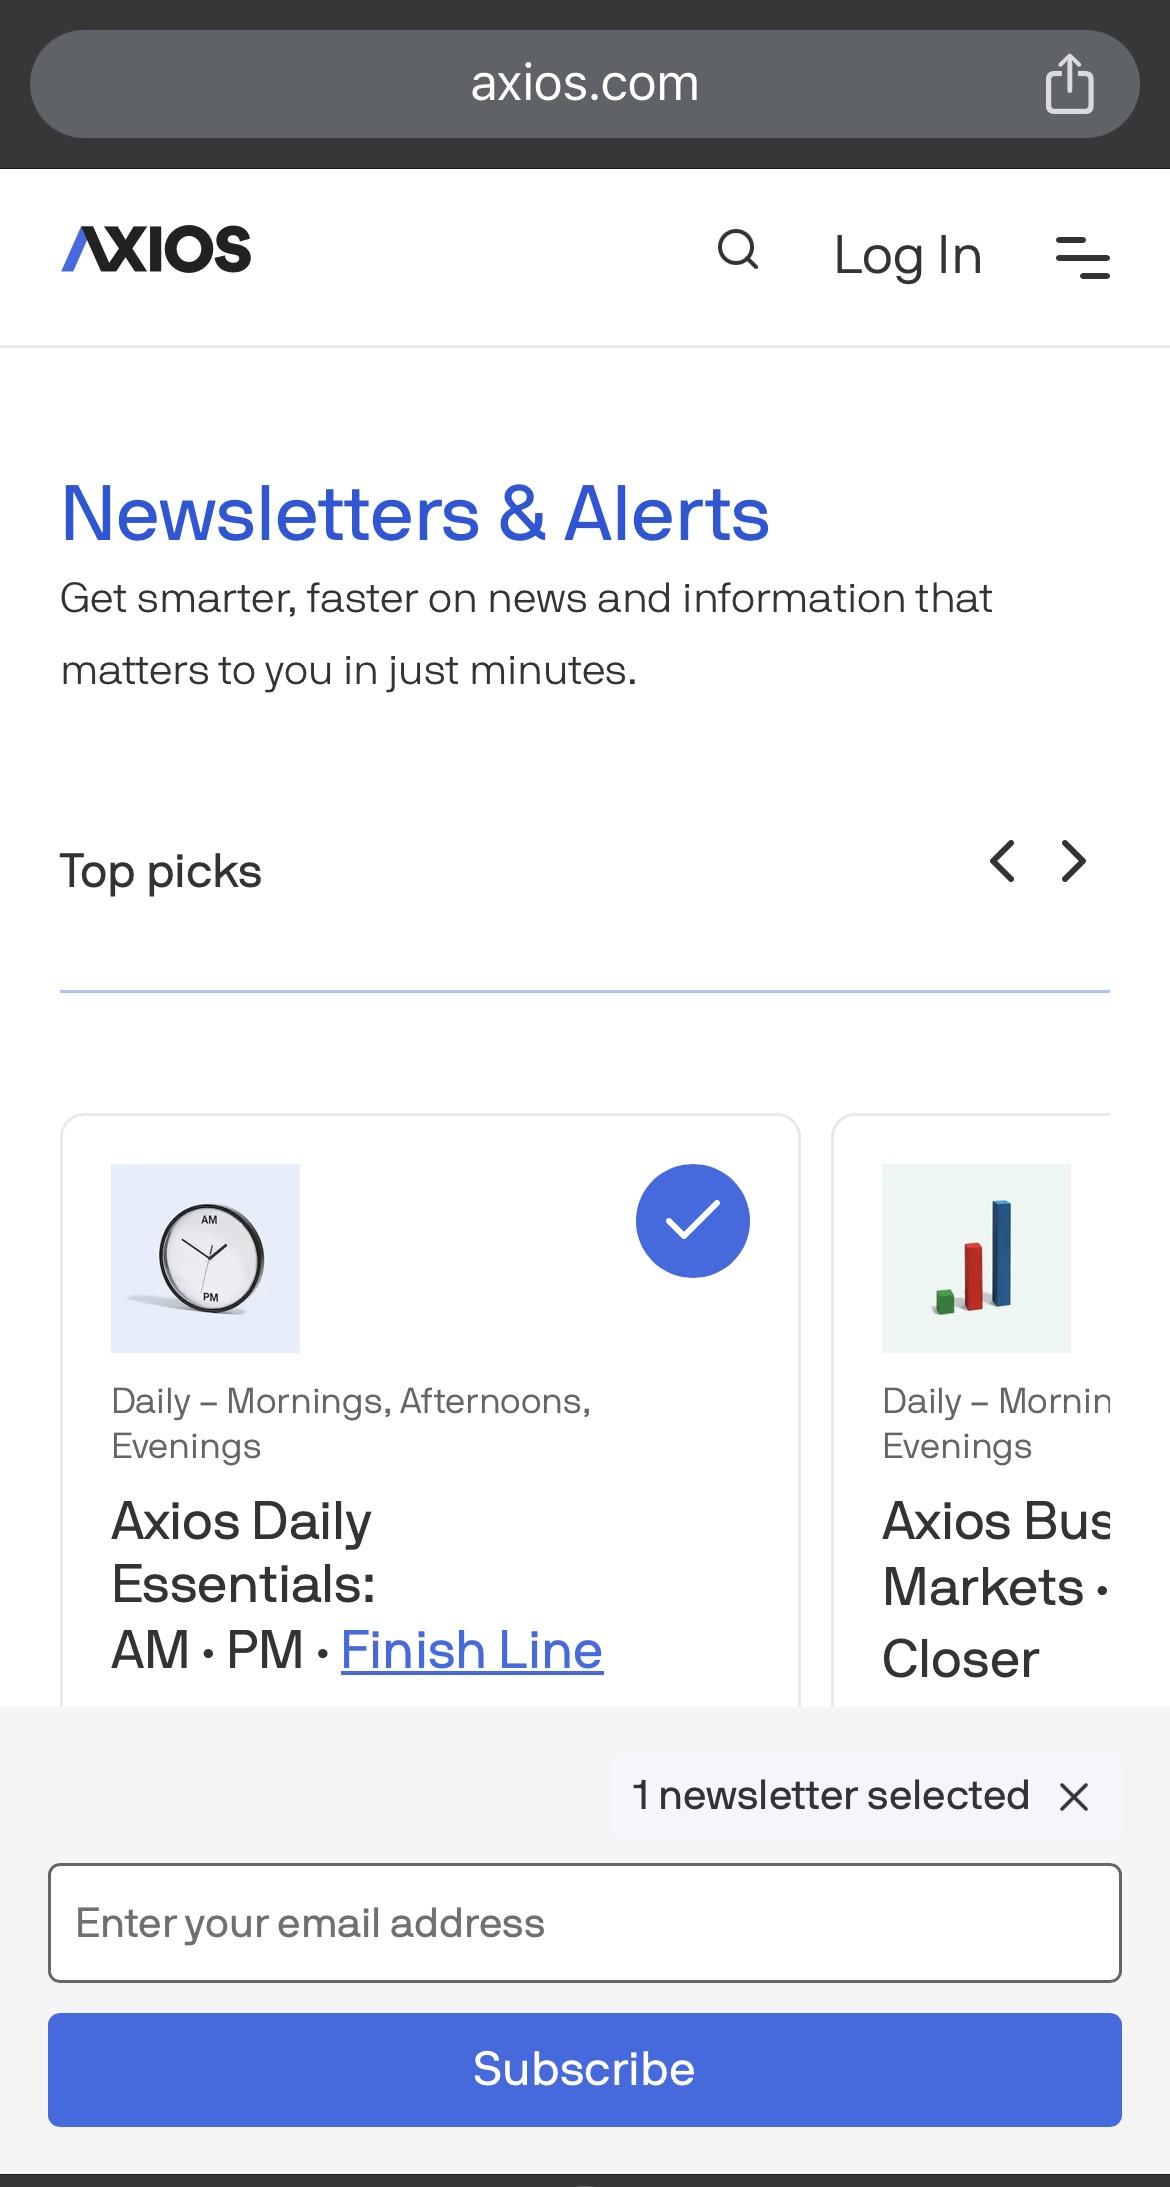 axios.com
AXIOS
Log In
Newsletters & Alerts
Get smarter, faster on news and information that
matters to you in just minutes.
Top picks
AM
PM
Daily – Mornings, Afternoons,
Evenings
Axios Daily
Essentials:
AM • PM • Finish Line
Daily – Mornin
Evenings
Axios Bus
Markets •
Closer
1 newsletter selected
Enter your email address
Subscribe